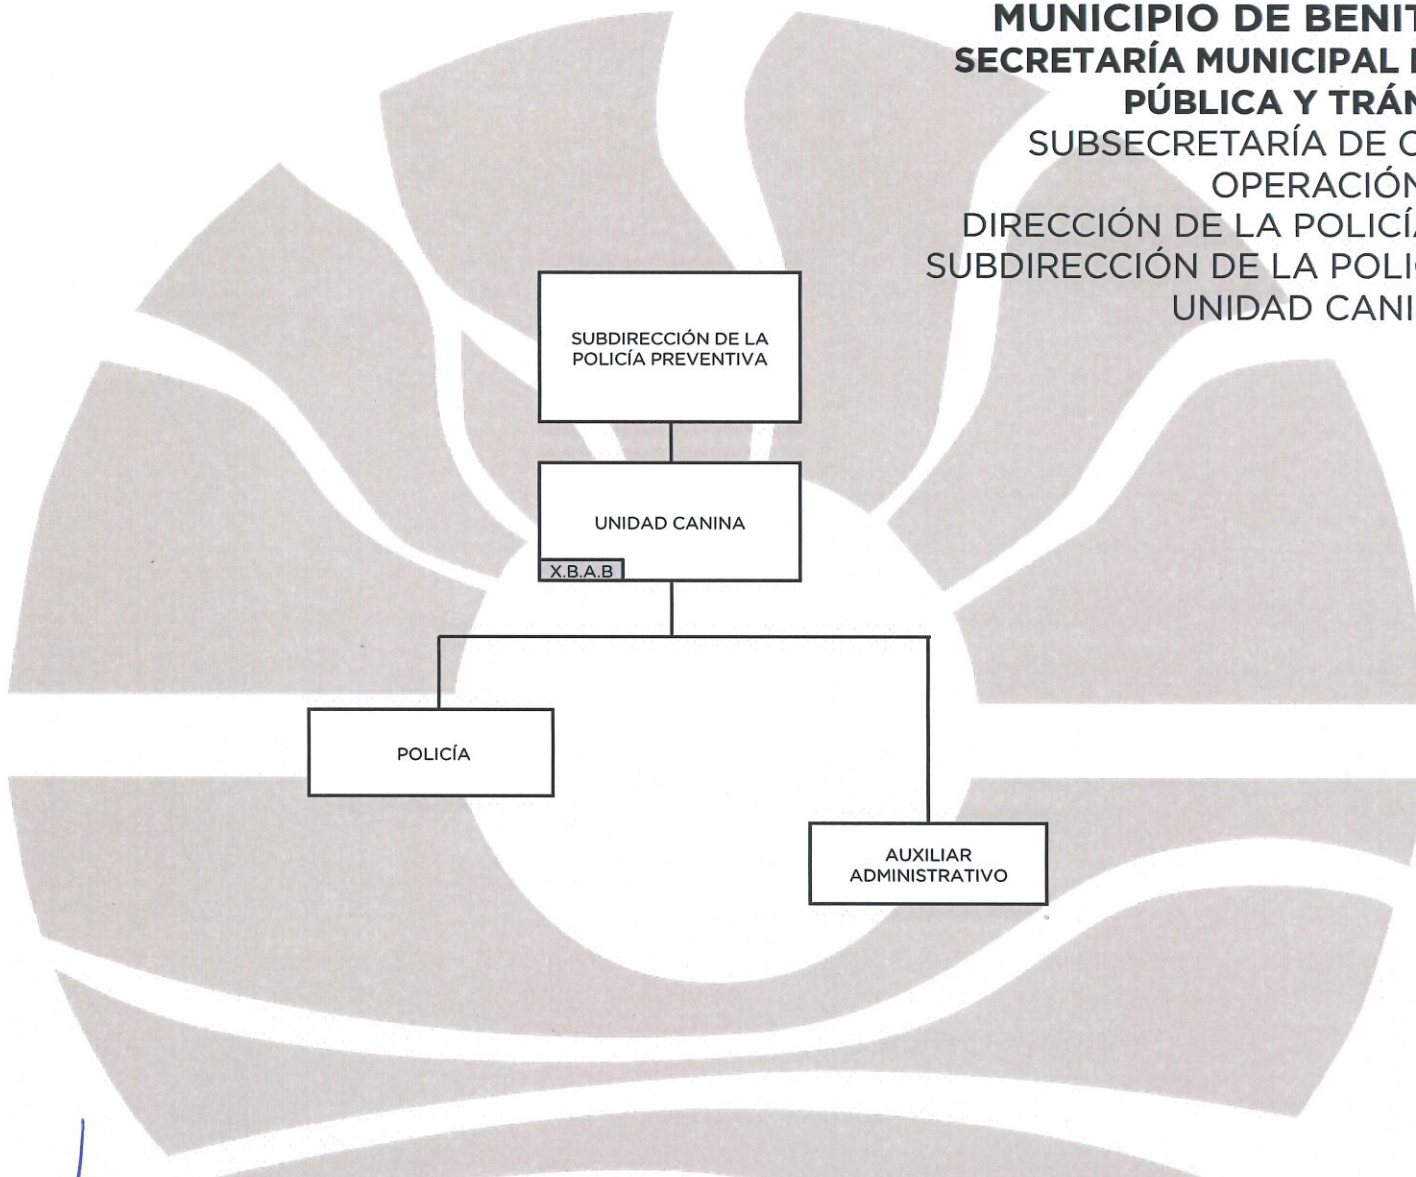 MUNICIPIO DE BENIT
SECRETARÍA MUNICIPAL
PÚBLICA Y TRÁN
SUBSECRETARÍA DE
OPERACIÓN
DIRECCIÓN DE LA POLICÍA
SUBDIRECCIÓN DE LA POLI
UNIDAD CANI
SUBDIRECCIÓN DE LA
POLICÍA PREVENTIVA
UNIDAD CANINA
X.B.A.B
POLICÍA
AUXILIAR
ADMINISTRATIVO